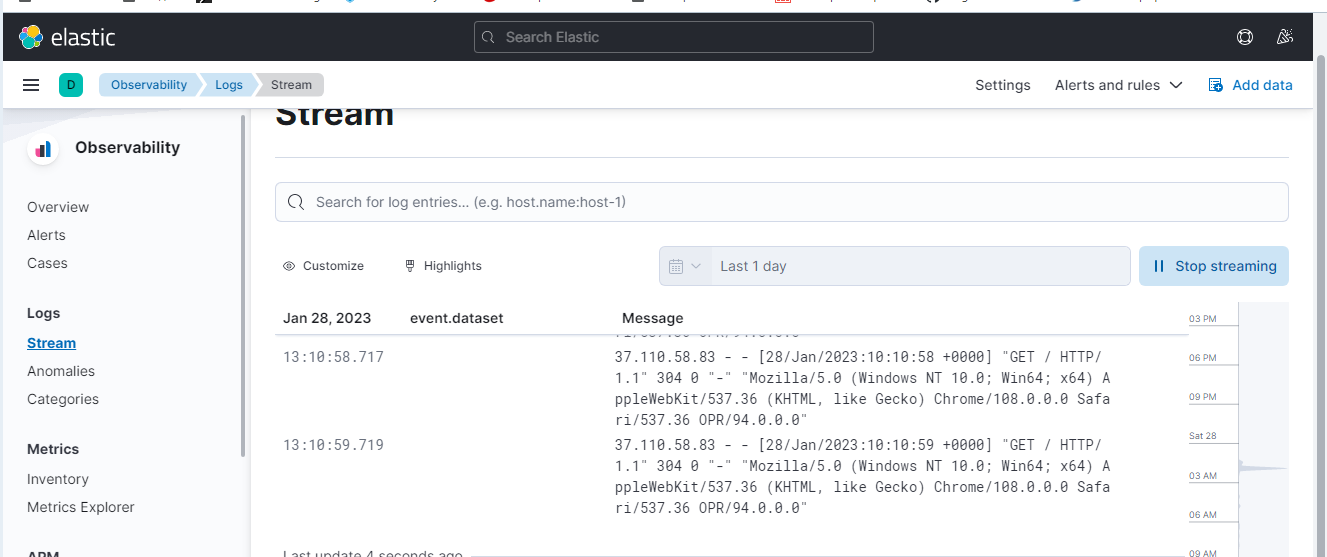 elastic
Search Elastic
D
Observability
Logs
Stream
Settings
Alerts and rules
Add data
Stream
Observability
Overview
Alerts
Cases
Logs
Stream
Anomalies
Categories
Metrics
Inventory
Metrics Explorer
APM
Search for log entries... (e.g. host.name:host-1)
Customize
Highlights
Last 1 day
Stop streaming
Jan 28, 2023
event.dataset
Message
13:10:58.717
37.110.58.83 - - [28/Jan/2023:10:10:58 +0000] "GET / HTTP/
1.1" 304 0 "-" "Mozilla/5.0 (Windows NT 10.0; Win64; x64) A
ppleWebKit/537.36 (KHTML, like Gecko) Chrome/108.0.0.0 Safa
ri/537.36 OPR/94.0.0.0"
13:10:59.719
37.110.58.83 - - [28/Jan/2023:10:10:59 +0000] "GET / HTTP/
1.1" 304 0 "-" "Mozilla/5.0 (Windows NT 10.0; Win64; x64) A
ppleWebKit/537.36 (KHTML, like Gecko) Chrome/108.0.0.0 Safa
ri/537.36 OPR/94.0.0.0"
Last update 4 seconds ago
03 PM
06 PM
09 PM
Sat 28
03 AM
06 AM
09 AM